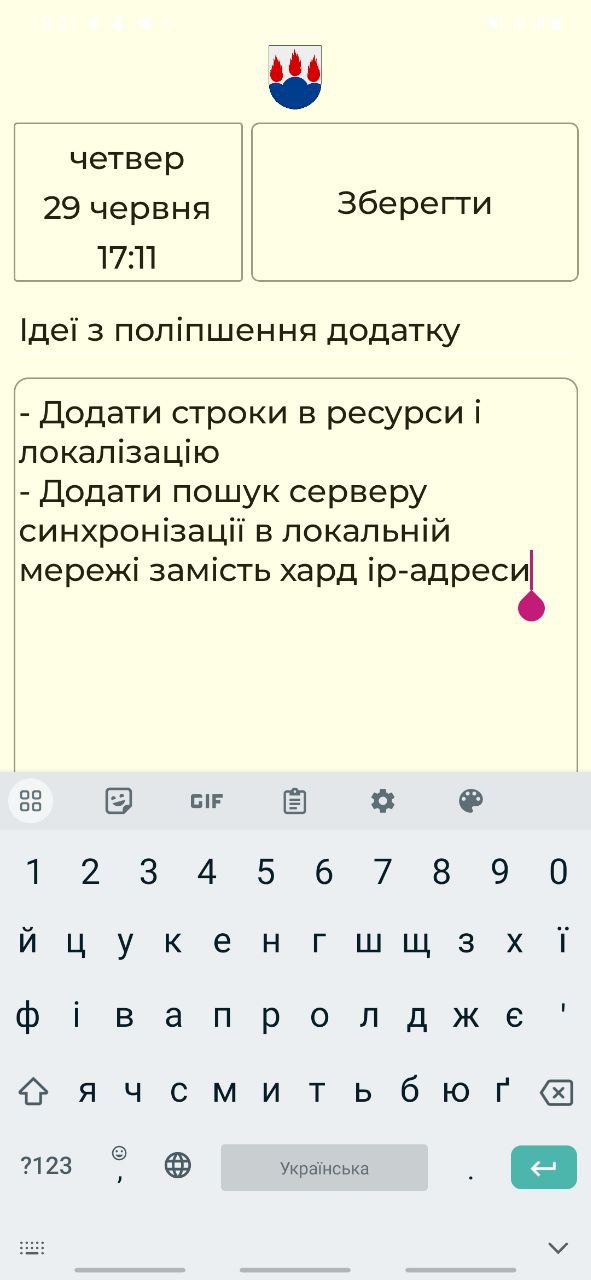 четвер
29 червня
17:11
Зберегти
Ідеї з поліпшення додатку
- Додати строки в ресурси і
локалізацію
- Додати пошук серверу
синхронізації в локальній
мережі замість хард ір-адреси
GIF
1 2 3 4 5 6 7 8 9 0
й ц у к е н г ш щ з х ї
ф і в а п р о л д ж є '
я ч с м и т ь б ю ґ
?123 , Українська .